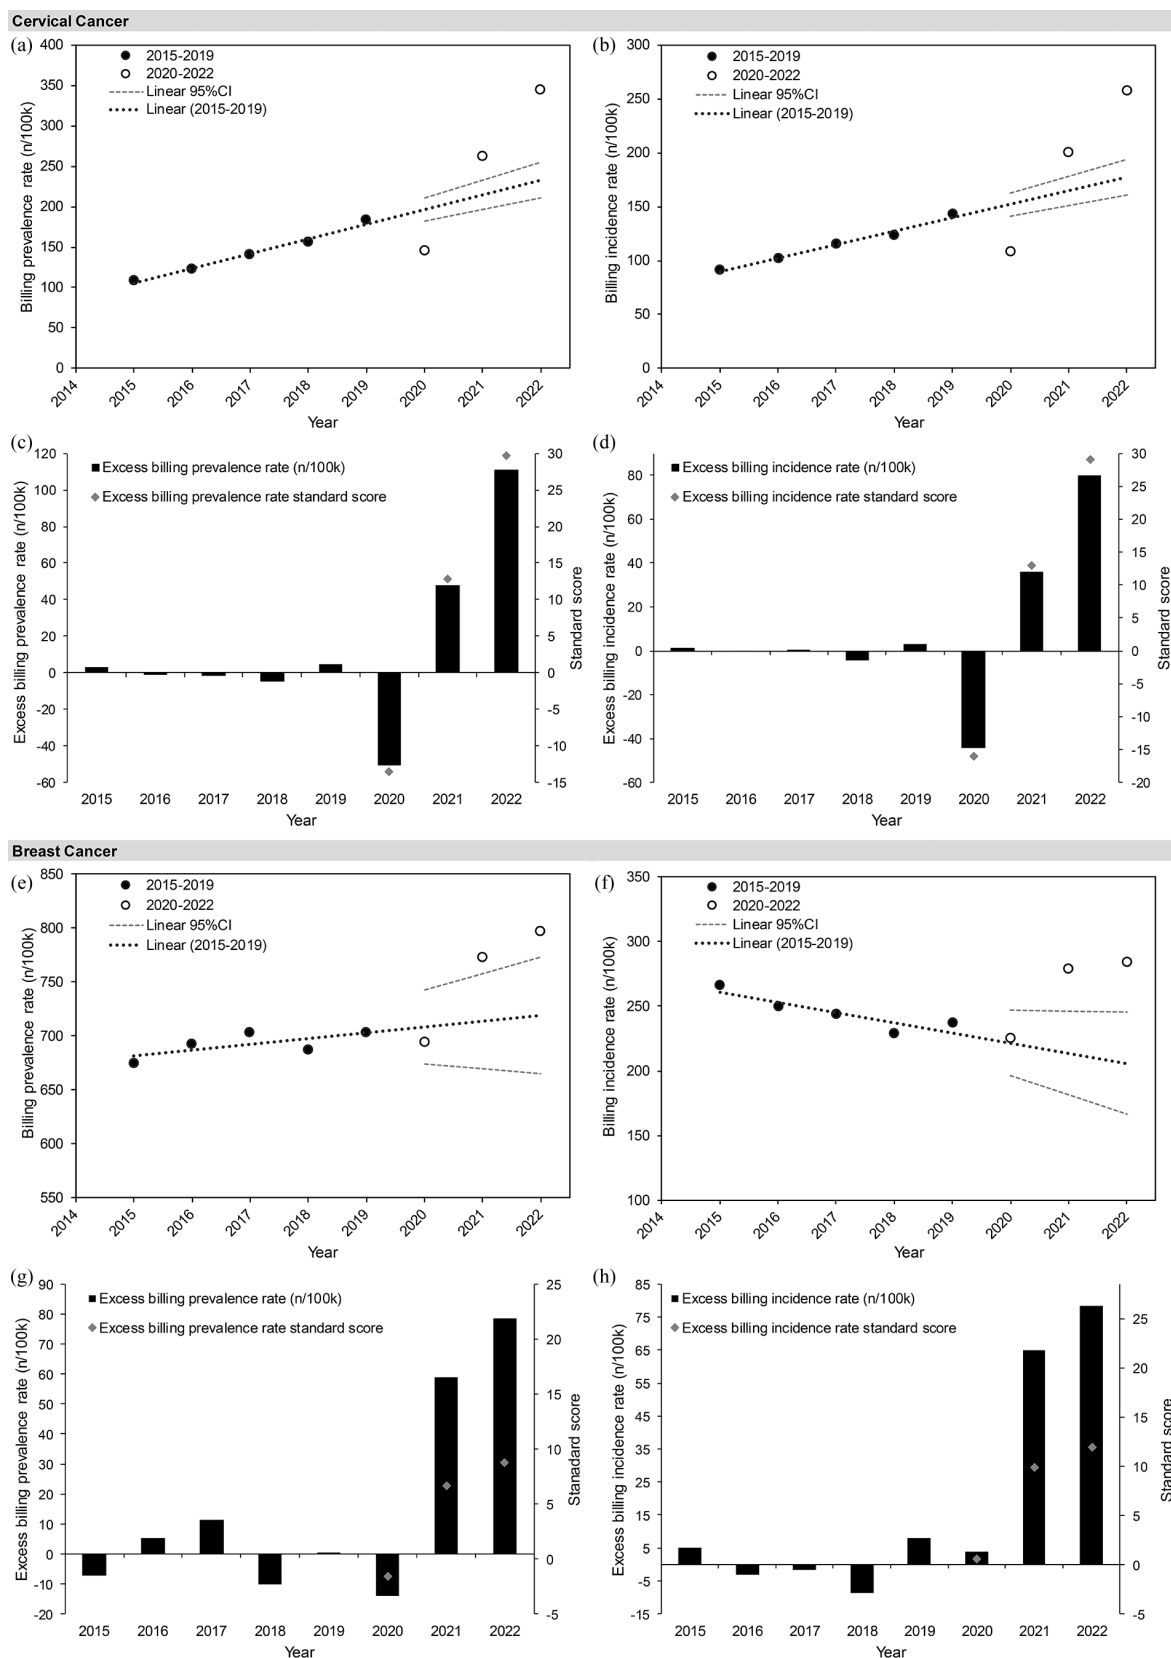 Cervical Cancer
(a)
400
350
300
250
200
150
100
50
0
Billing prevalence rate (n/100k)
2015-2019
2020-2022
Linear 95%CI
Linear (2015-2019)
2014
2015
2016
2017
2018
2019
2020
2021
2022
Year
(b)
300
250
200
150
100
50
0
Billing incidence rate (n/100k)
2015-2019
2020-2022
Linear 95%CI
Linear (2015-2019)
2014
2015
2016
2017
2018
2019
2020
2021
2022
Year
(c)
120
100
80
60
40
20
0
-20
-40
-60
Excess billing prevalence rate (n/100k)
Excess billing prevalence rate (n/100k)
Excess billing prevalence rate standard score
30
25
20
15
10
5
0
-5
-10
-15
Standard score
2015 2016 2017 2018 2019 2020 2021 2022
Year
(d)
80
60
40
20
0
-20
-40
-60
Excess billing incidence rate (n/100k)
Excess billing incidence rate (n/100k)
Excess billing incidence rate standard score
30
25
20
15
10
5
0
-5
-10
-15
-20
Standard score
2015 2016 2017 2018 2019 2020 2021 2022
Year
Breast Cancer
(e)
850
800
750
700
650
600
550
Billing prevalence rate (n/100k)
2015-2019
2020-2022
Linear 95%CI
Linear (2015-2019)
2014
2015
2016
2017
2018
2019
2020
2021
2022
Year
(f)
350
300
250
200
150
100
Billing incidence rate (n/100k)
2015-2019
2020-2022
Linear 95%CI
Linear (2015-2019)
2014
2015
2016
2017
2018
2019
2020
2021
2022
Year
(g)
90
80
70
60
50
40
30
20
10
0
-10
-20
Excess billing prevalence rate (n/100k)
Excess billing prevalence rate (n/100k)
Excess billing prevalence rate standard score
25
20
15
10
5
0
-5
Stanadard score
2015 2016 2017 2018 2019 2020 2021 2022
Year
(h)
85
75
65
55
45
35
25
15
5
-5
-15
Excess billing incidence rate (n/100k)
Excess billing incidence rate (n/100k)
Excess billing incidence rate standard score
25
20
15
10
5
0
-5
Standard score
2015 2016 2017 2018 2019 2020 2021 2022
Year